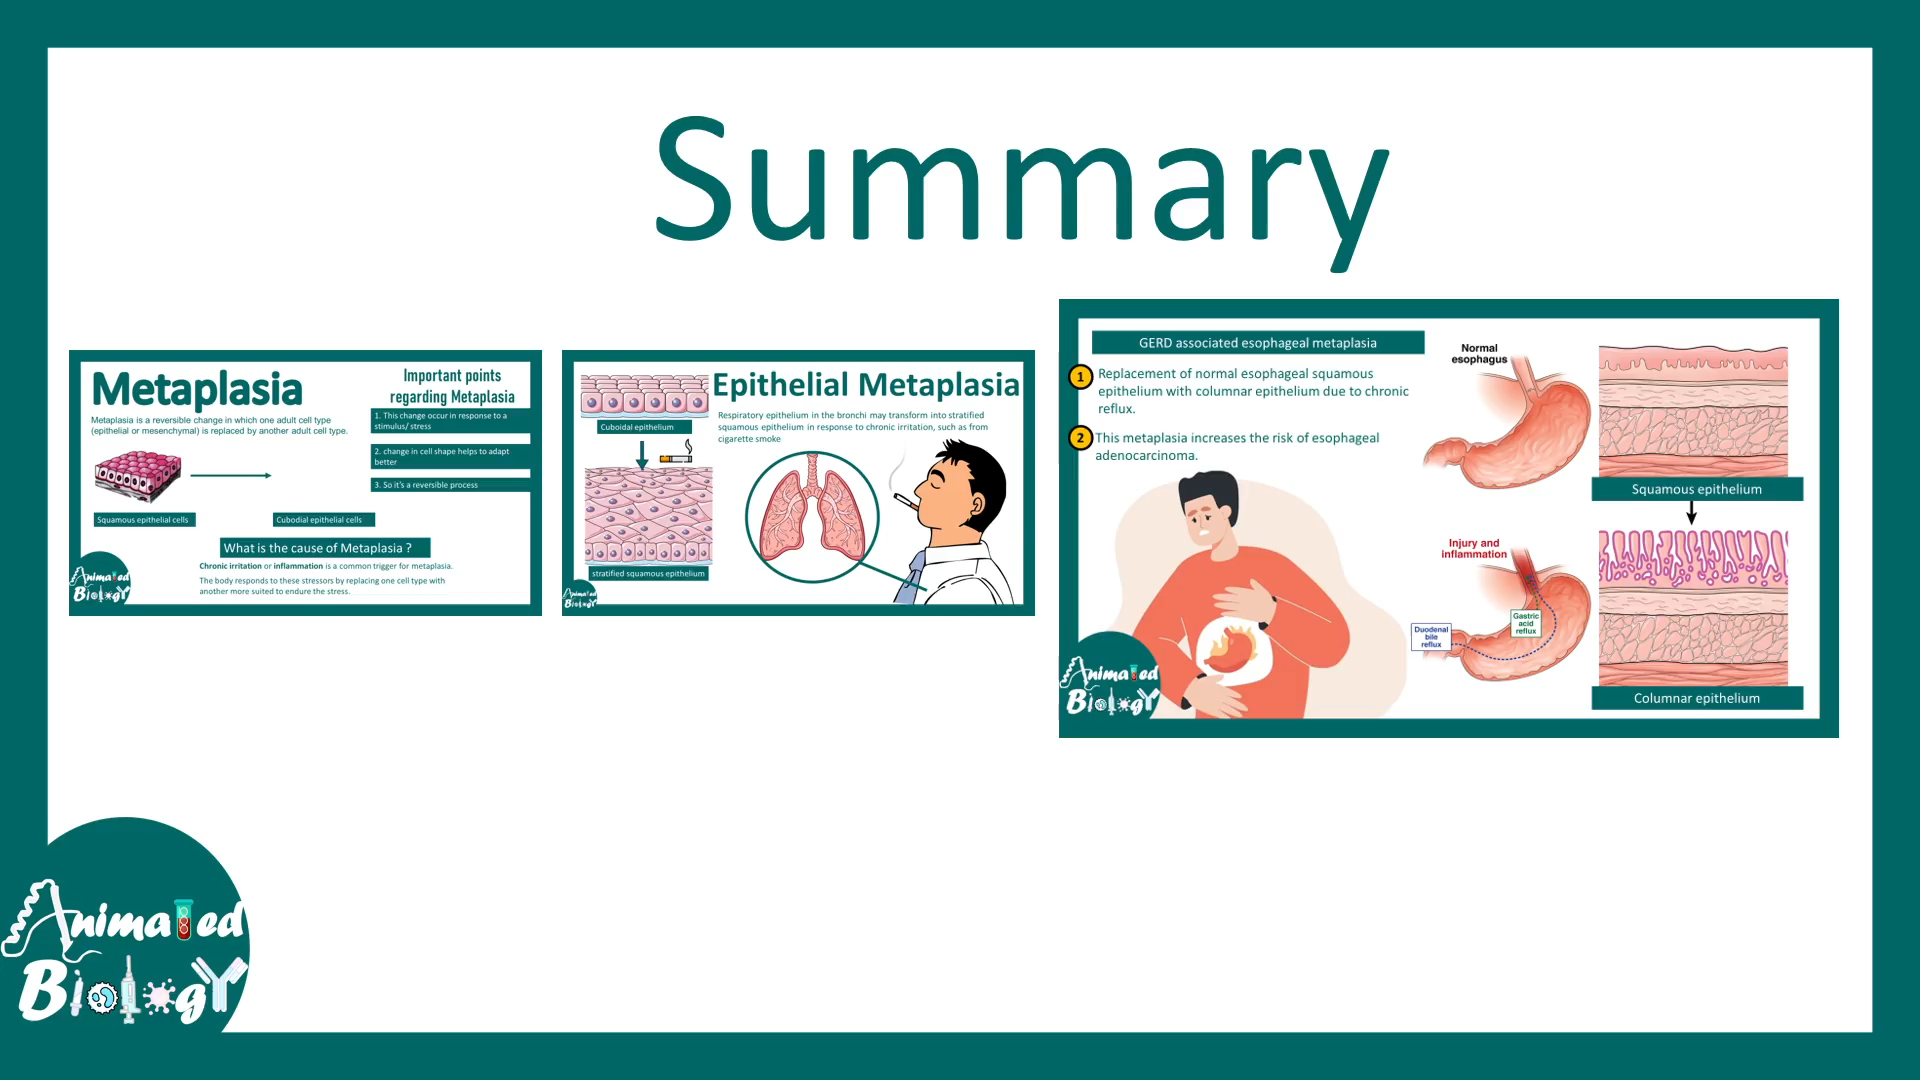 Summary
Metaplasia
Metaplasia is a reversible change in which one adult cell type
(epithelial or mesenchymal) is replaced by another adult cell type.
Squamous epithelial cells
Cubodial epithelial cells
Important points
regarding Metaplasia
1. This change occur in response to a
stimulus/ stress
2. change in cell shape helps to adapt
better
3. So it's a reversible process
What is the cause of Metaplasia ?
Chronic irritation or inflammation is a common trigger for metaplasia.
The body responds to these stressors by replacing one cell type with
another more suited to endure the stress.
Animated
Biology
Epithelial Metaplasia
Respiratory epithelium in the bronchi may transform into stratified
squamous epithelium in response to chronic irritation, such as from
cigarette smoke
Cuboidal epithelium
stratified squamous epithelium
Animated
Biology
GERD associated esophageal metaplasia
1 Replacement of normal esophageal squamous
epithelium with columnar epithelium due to chronic
reflux.
2 This metaplasia increases the risk of esophageal
adenocarcinoma.
Normal
esophagus
Squamous epithelium
Injury and
inflammation
Gastric
acid
reflux
Duodenal
bile
reflux
Columnar epithelium
Animated
Biology
Animated
Biology